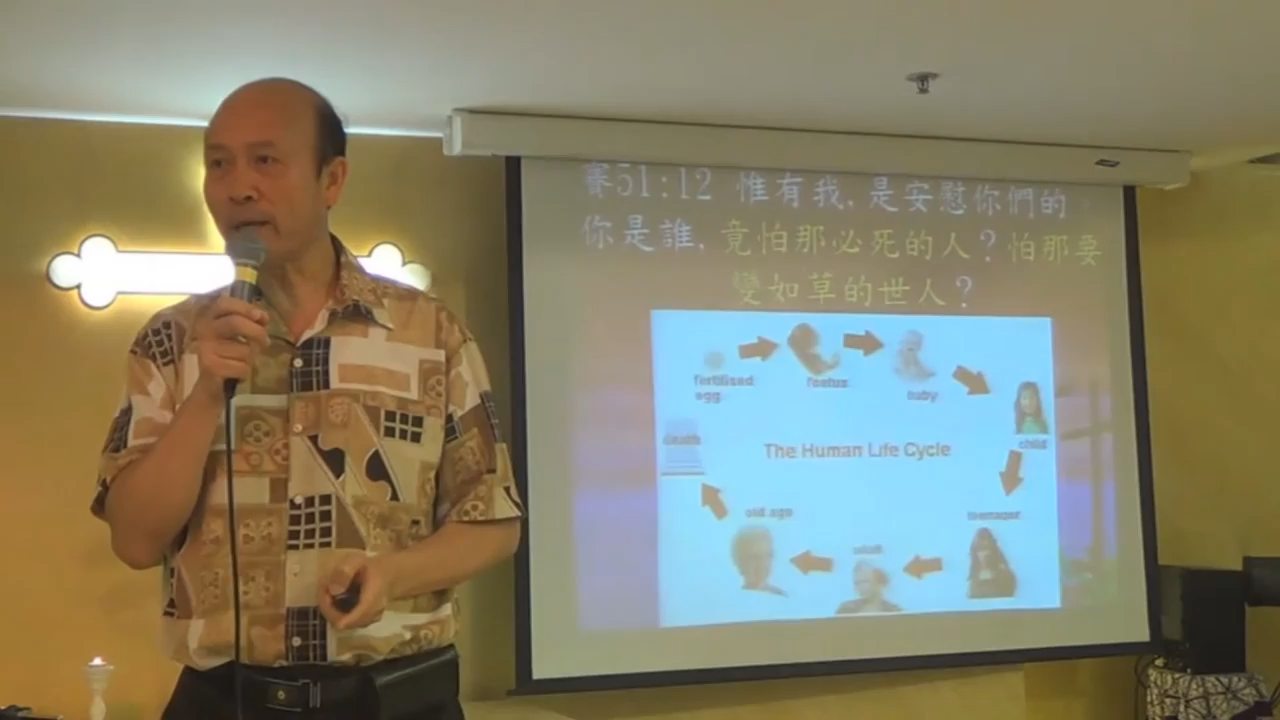 賽51:12 惟有我,是安慰你們的。
你是誰,竟怕那必死的人?怕那要
變如草的世人?
fertilised
egg
foetus
baby
child
The Human Life Cycle
death
teenager
old age
adult